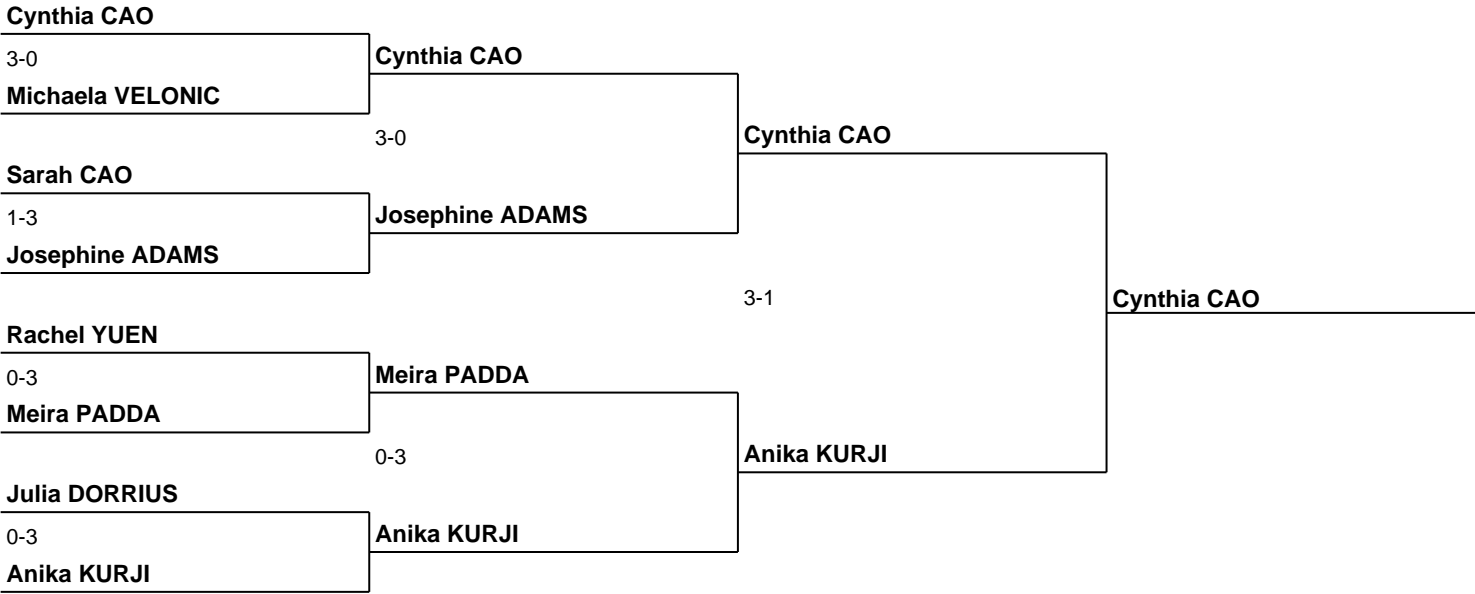 Cynthia CAO
3-0
Michaela VELONIC
Sarah CAO
1-3
Josephine ADAMS
Rachel YUEN
0-3
Meira PADDA
Julia DORRIUS
0-3
Anika KURJI
Cynthia CAO
3-0
Josephine ADAMS
Meira PADDA
0-3
Anika KURJI
Cynthia CAO
3-1
Anika KURJI
Cynthia CAO